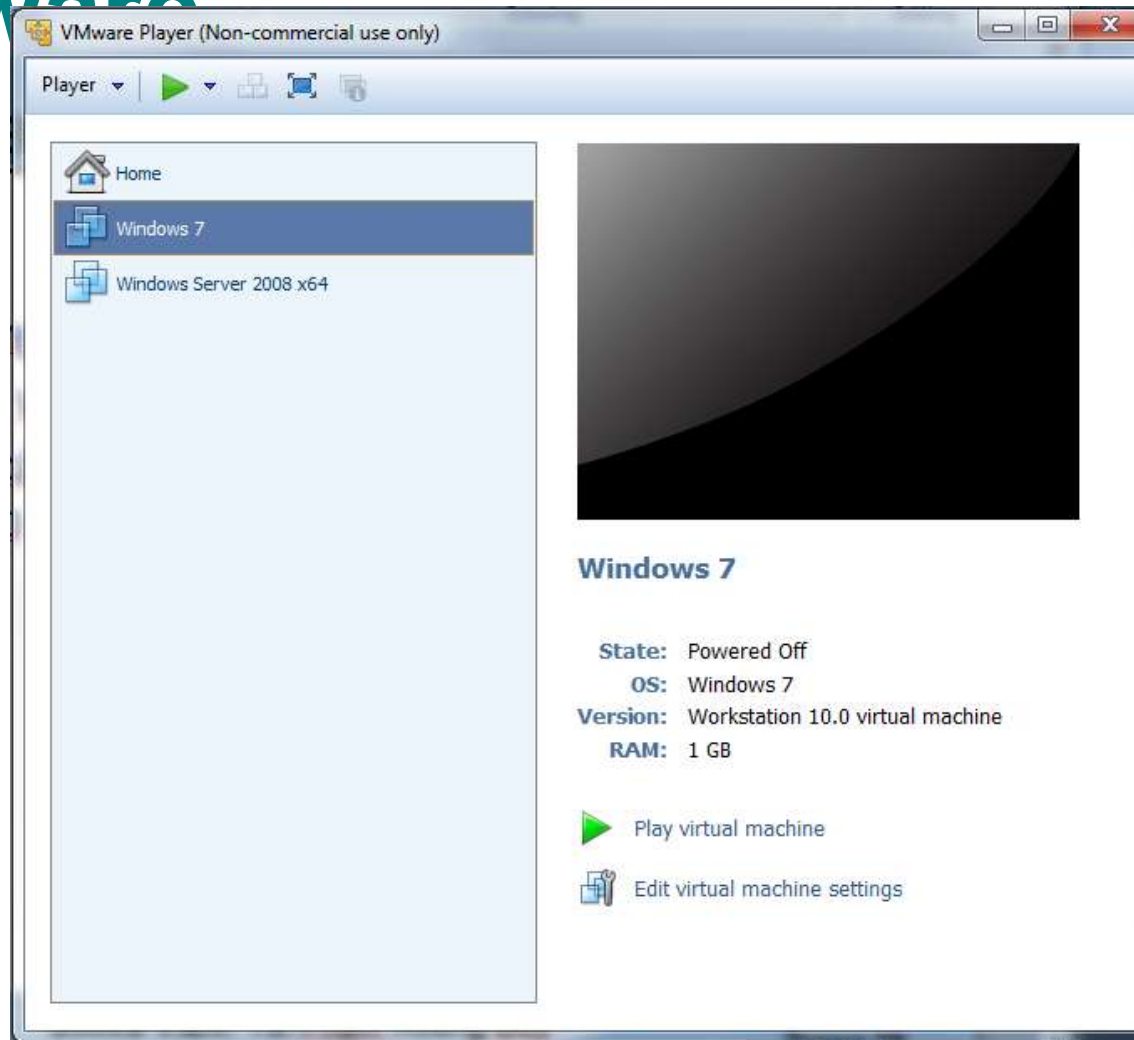 VMware Player (Non-commercial use only)
Player
Home
Windows 7
Windows Server 2008 x64
Windows 7
State: Powered Off
OS: Windows 7
Version: Workstation 10.0 virtual machine
RAM: 1 GB
Play virtual machine
Edit virtual machine settings